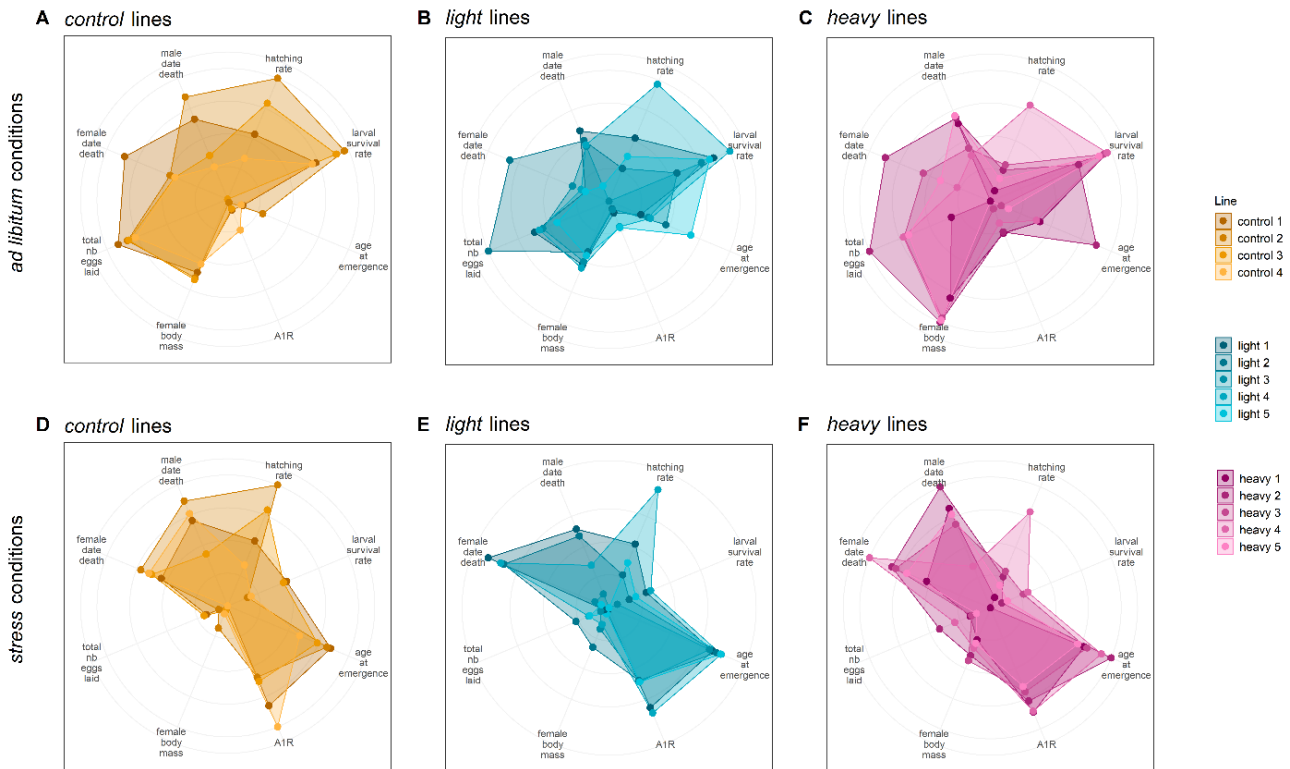 A control lines
B light lines
C heavy lines
ad libitum conditions
male
date
death
hatching
rate
female
date
death
larval
survival
rate
total
nb
eggs
laid
age
at
emergence
female
body
mass
A1R
male
date
death
hatching
rate
female
date
death
larval
survival
rate
total
nb
eggs
laid
age
at
emergence
female
body
mass
A1R
male
date
death
hatching
rate
female
date
death
larval
survival
rate
total
nb
eggs
laid
age
at
emergence
female
body
mass
A1R
Line
control 1
control 2
control 3
control 4
light 1
light 2
light 3
light 4
light 5
heavy 1
heavy 2
heavy 3
heavy 4
heavy 5
D control lines
E light lines
F heavy lines
stress conditions
male
date
death
hatching
rate
female
date
death
larval
survival
rate
total
nb
eggs
laid
age
at
emergence
female
body
mass
A1R
male
date
death
hatching
rate
female
date
death
larval
survival
rate
total
nb
eggs
laid
age
at
emergence
female
body
mass
A1R
male
date
death
hatching
rate
female
date
death
larval
survival
rate
total
nb
eggs
laid
age
at
emergence
female
body
mass
A1R